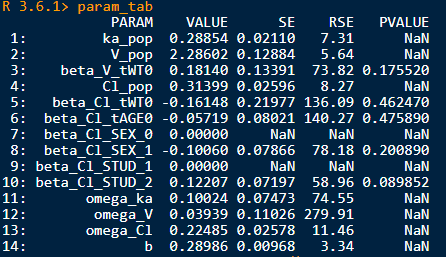 R 3.6.1> param_tab
PARAM VALUE SE RSE PVALUE
1: ka_pop 0.28854 0.02110 7.31 NaN
2: V_pop 2.28602 0.12884 5.64 NaN
3: beta_V_tWT0 0.18140 0.13391 73.82 0.175520
4: Cl_pop 0.31399 0.02596 8.27 NaN
5: beta_Cl_tWT0 -0.16148 0.21977 136.09 0.462470
6: beta_Cl_tAGE0 -0.05719 0.08021 140.27 0.475890
7: beta_Cl_SEX_0 0.00000 NaN NaN NaN
8: beta_Cl_SEX_1 -0.10060 0.07866 78.18 0.200890
9: beta_Cl_STUD_1 0.00000 NaN NaN NaN
10: beta_Cl_STUD_2 0.12207 0.07197 58.96 0.089852
11: omega_ka 0.10024 0.07473 74.55 NaN
12: omega_V 0.03939 0.11026 279.91 NaN
13: omega_Cl 0.22485 0.02578 11.46 NaN
14: b 0.28986 0.00968 3.34 NaN